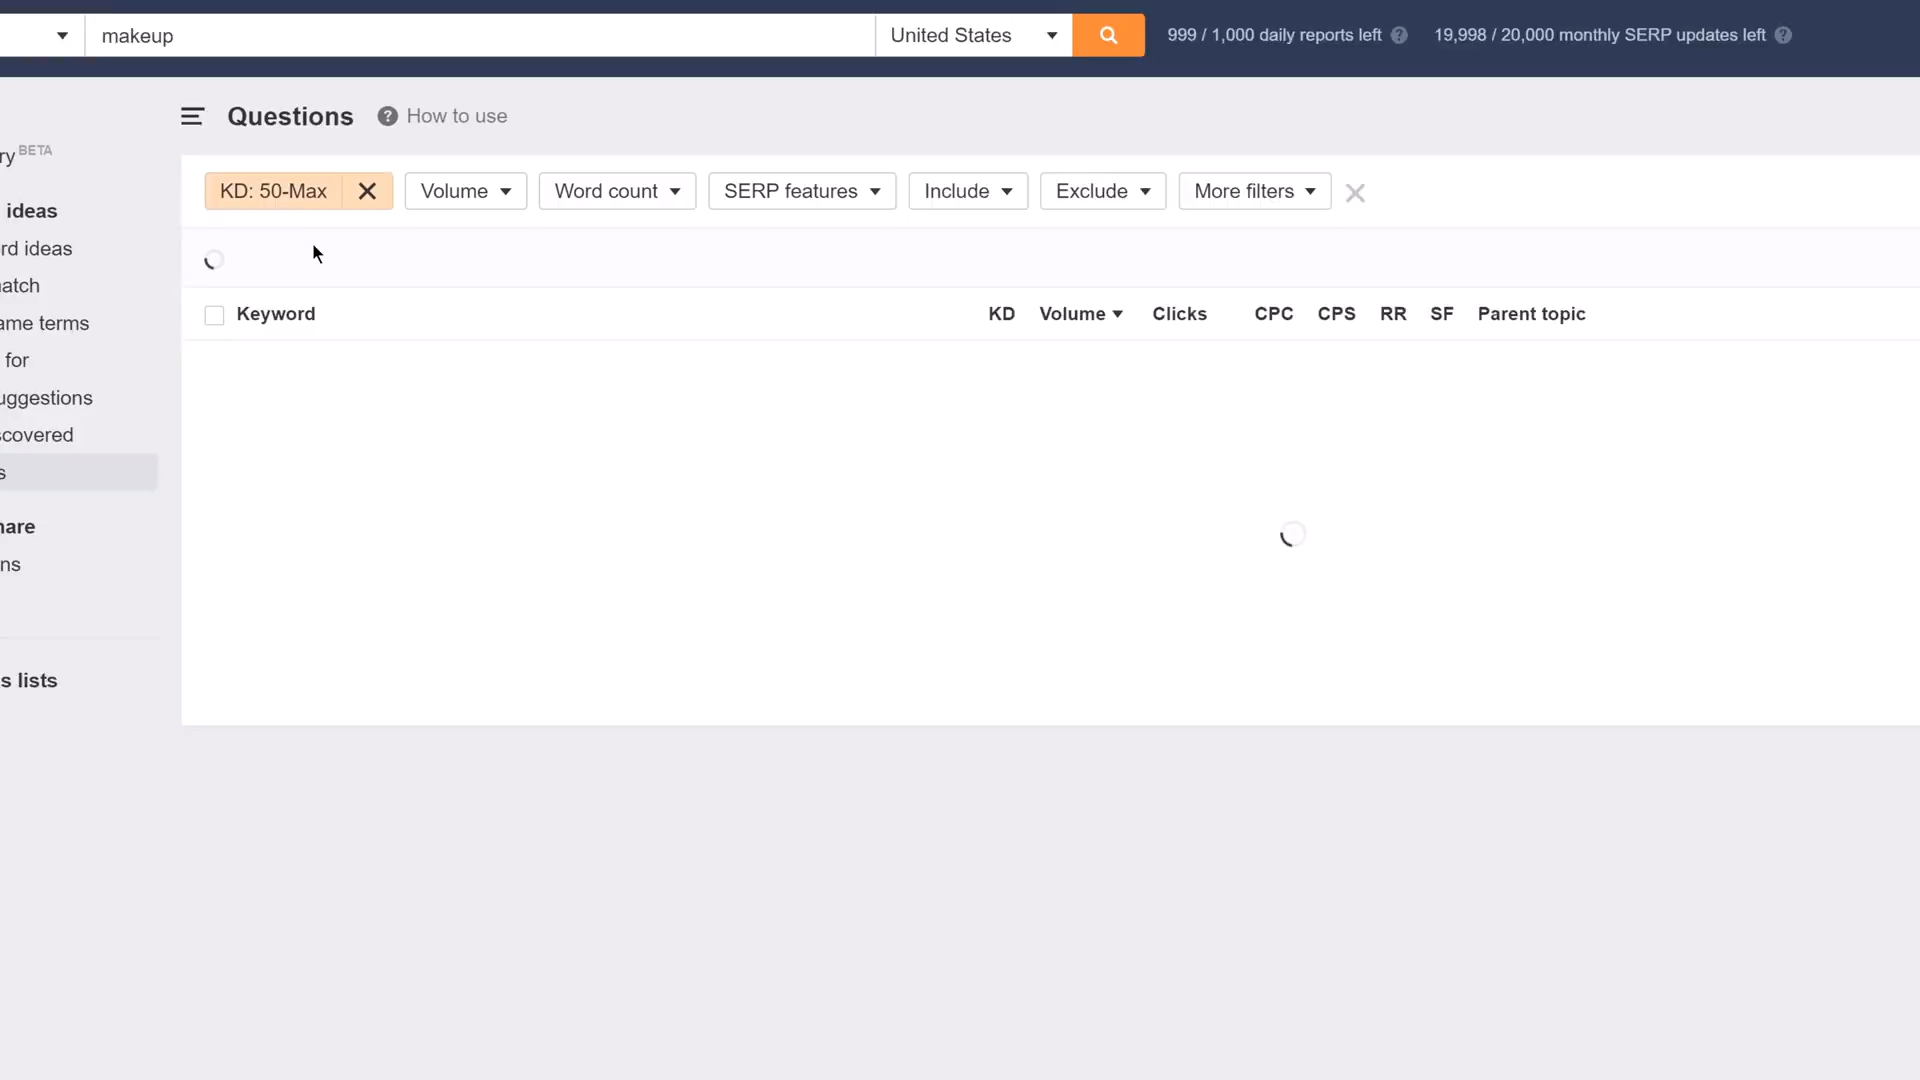 makeup
United States
999 / 1,000 daily reports left ?
19,998 / 20,000 monthly SERP updates left ?
Questions
? How to use
ry BETA
ideas
rd ideas
atch
ame terms
for
uggestions
scovered
s
hare
ns
s lists
KD: 50-Max
Volume
Word count
SERP features
Include
Exclude
More filters
Keyword KD Volume Clicks CPC CPS RR SF Parent topic